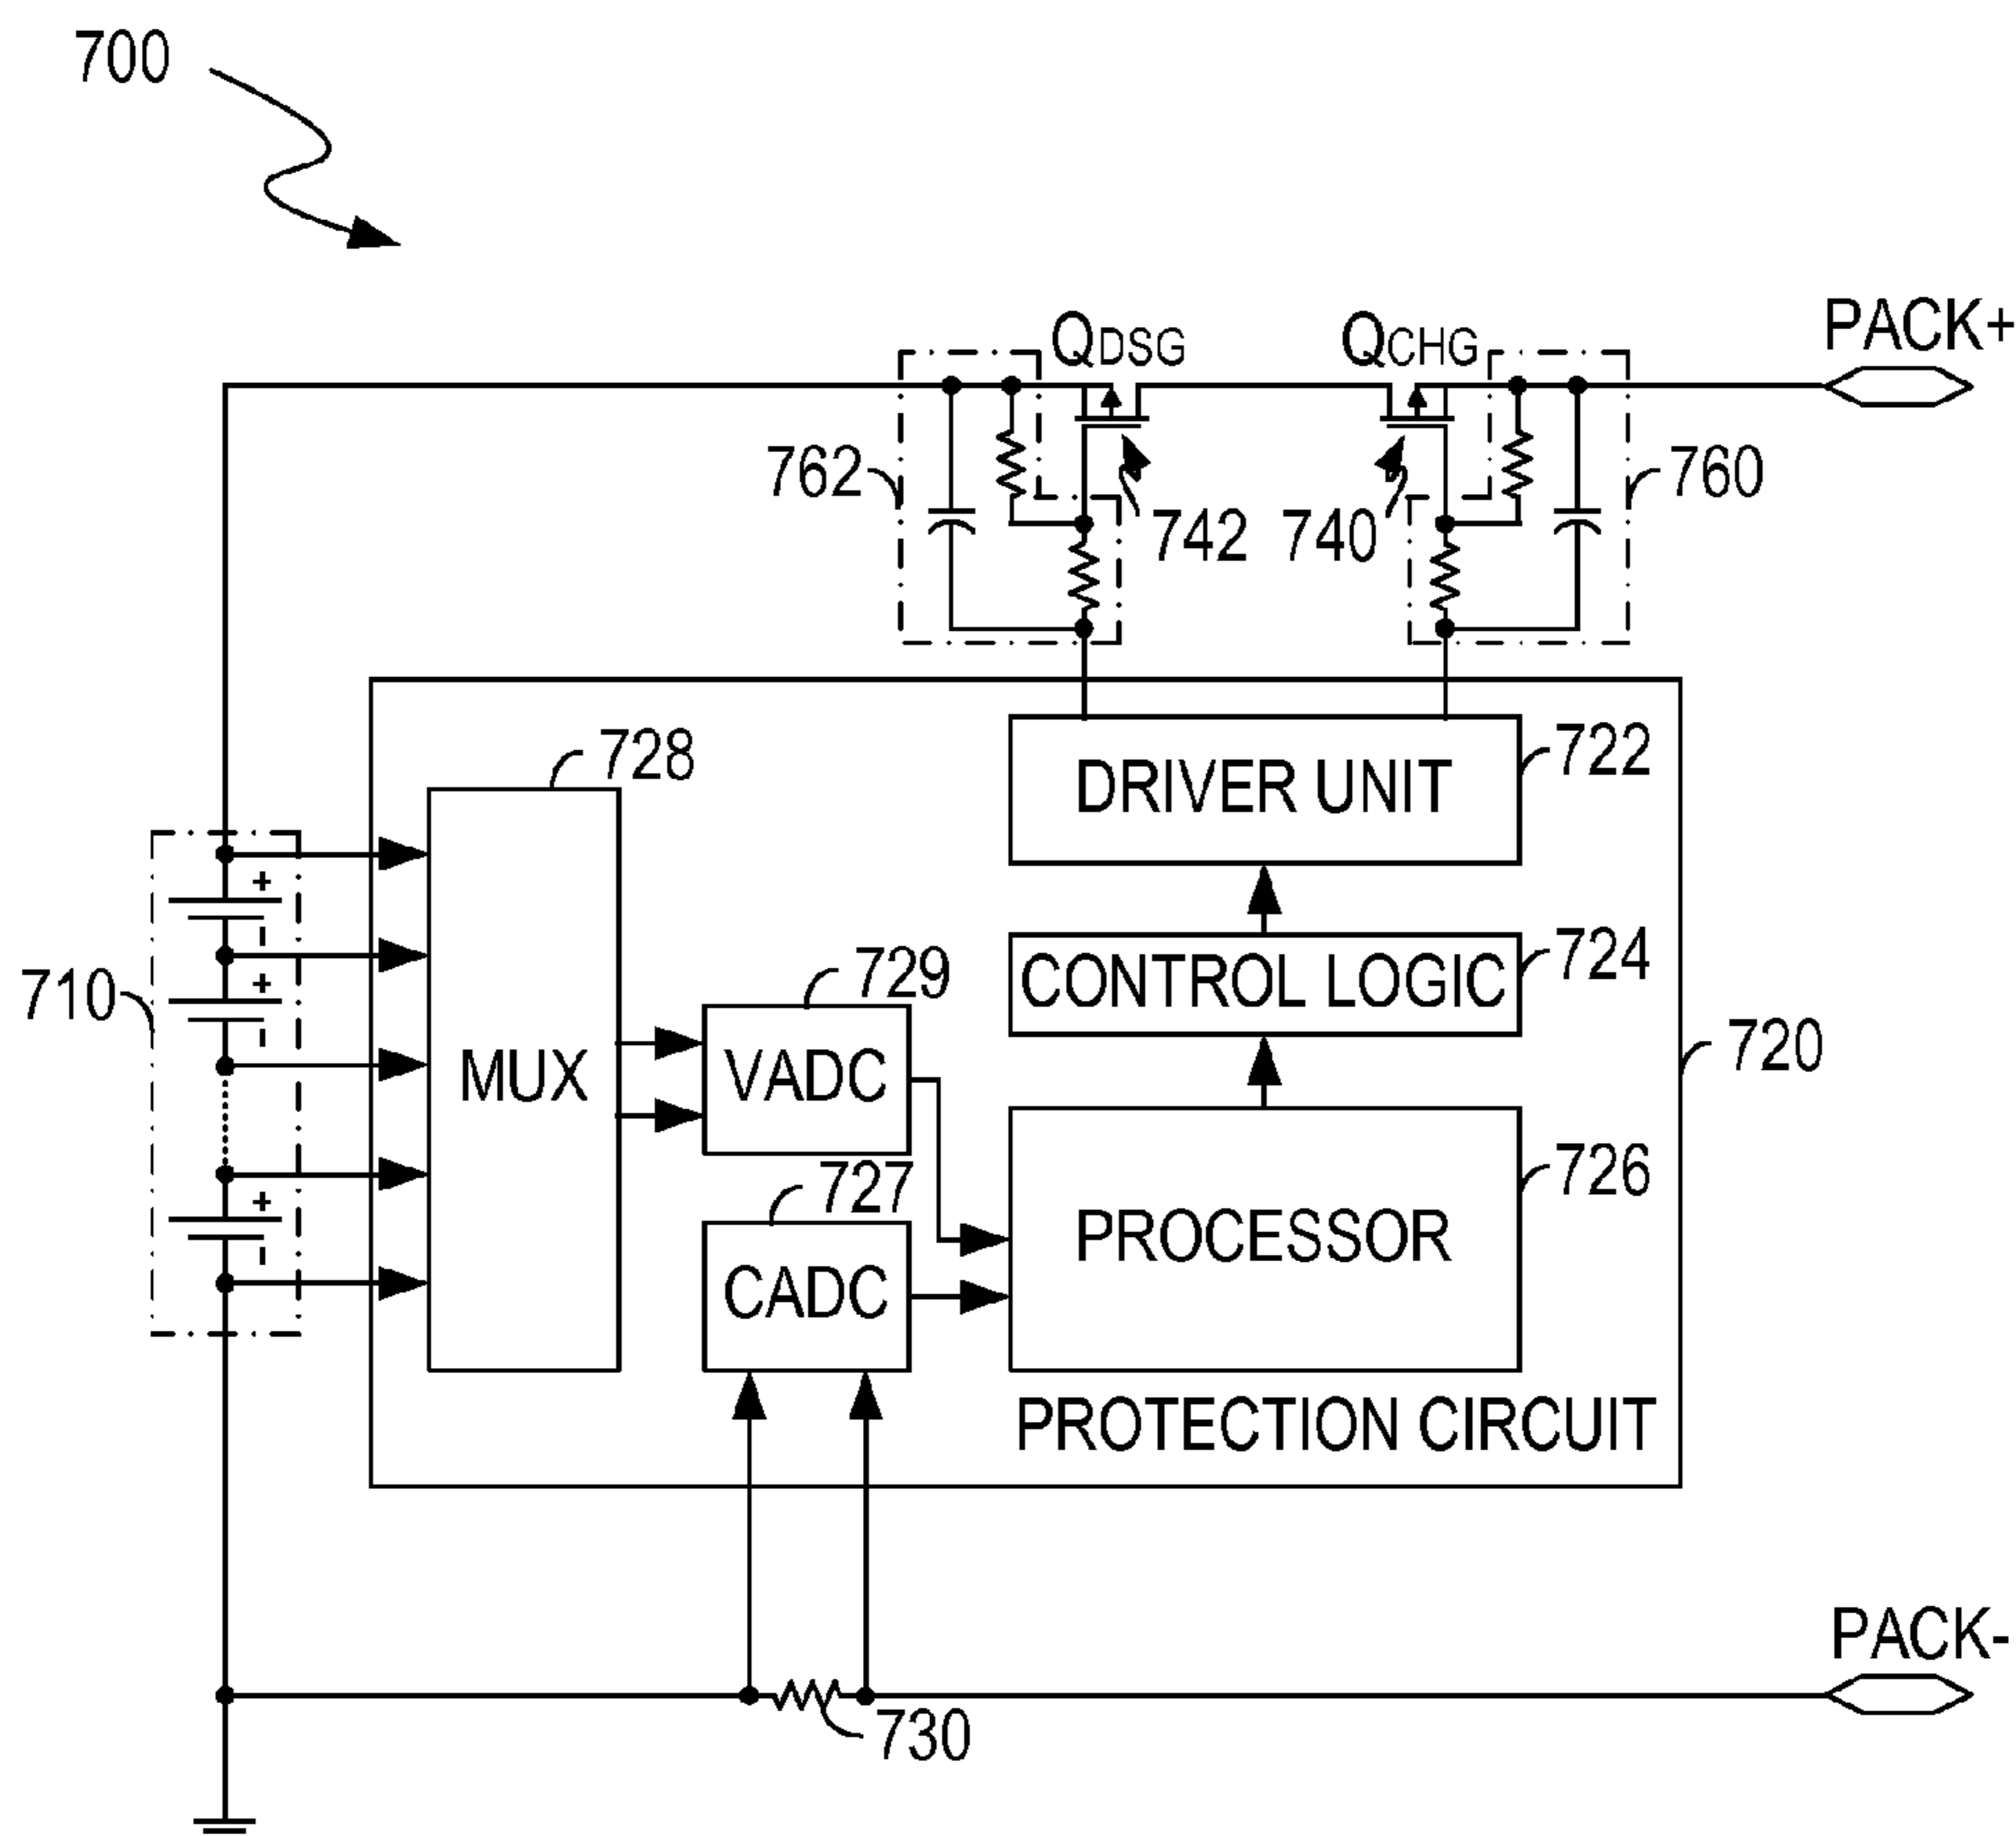 700
QDSG
QCHG
PACK+
762
742
740
760
728
722
DRIVER UNIT
+
-
729
724
CONTROL LOGIC
710
+
-
720
MUX
VADC
727
726
+
-
PROCESSOR
CADC
PROTECTION CIRCUIT
PACK-
730